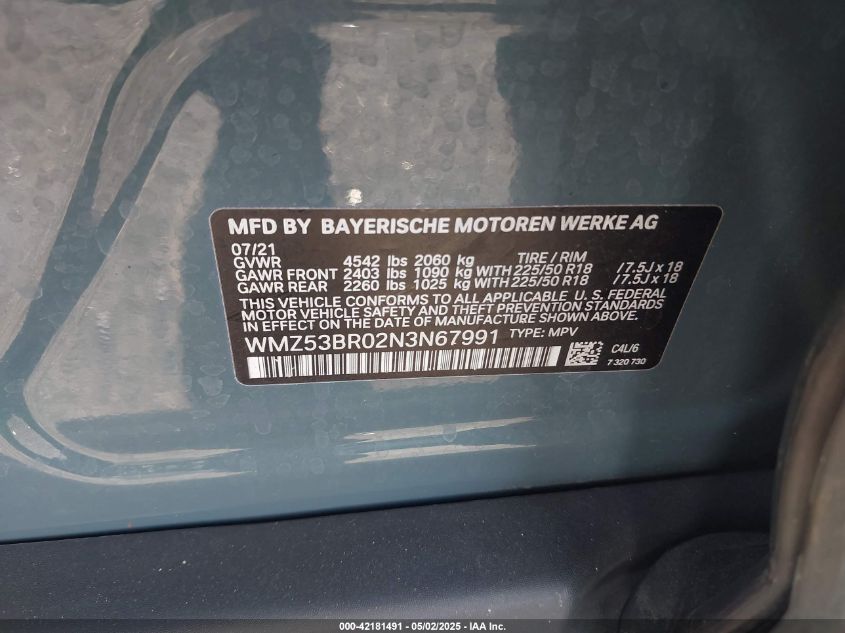 MFD BY BAYERISCHE MOTOREN WERKE AG
07/21
GVWR 4542 lbs 2060 kg TIRE / RIM
GAWR FRONT 2403 lbs 1090 kg WITH 225/50 R18 / 7.5J x 18
GAWR REAR 2260 lbs 1025 kg WITH 225/50 R18 / 7.5J x 18
THIS VEHICLE CONFORMS TO ALL APPLICABLE U. S. FEDERAL
MOTOR VEHICLE SAFETY AND THEFT PREVENTION STANDARDS
IN EFFECT ON THE DATE OF MANUFACTURE SHOWN ABOVE.
WMZ53BR02N3N67991 TYPE: MPV
C4L/6
7 320 730
000-42181491 - 05/02/2025 - IAA Inc.